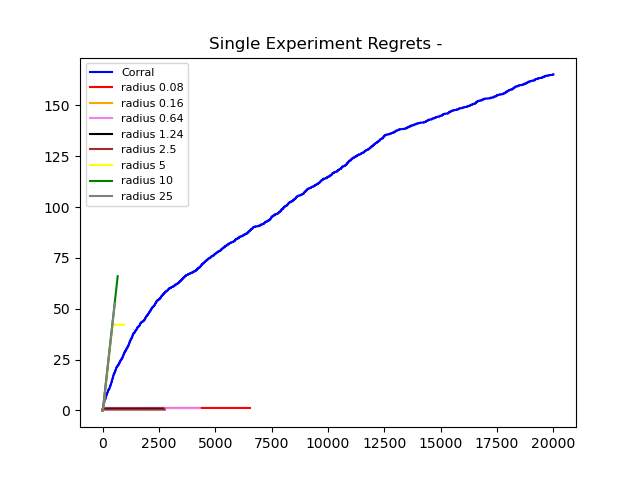 Single Experiment Regrets -
Corral
radius 0.08
radius 0.16
radius 0.64
radius 1.24
radius 2.5
radius 5
radius 10
radius 25
150
125
100
75
50
25
0
0 2500 5000 7500 10000 12500 15000 17500 20000